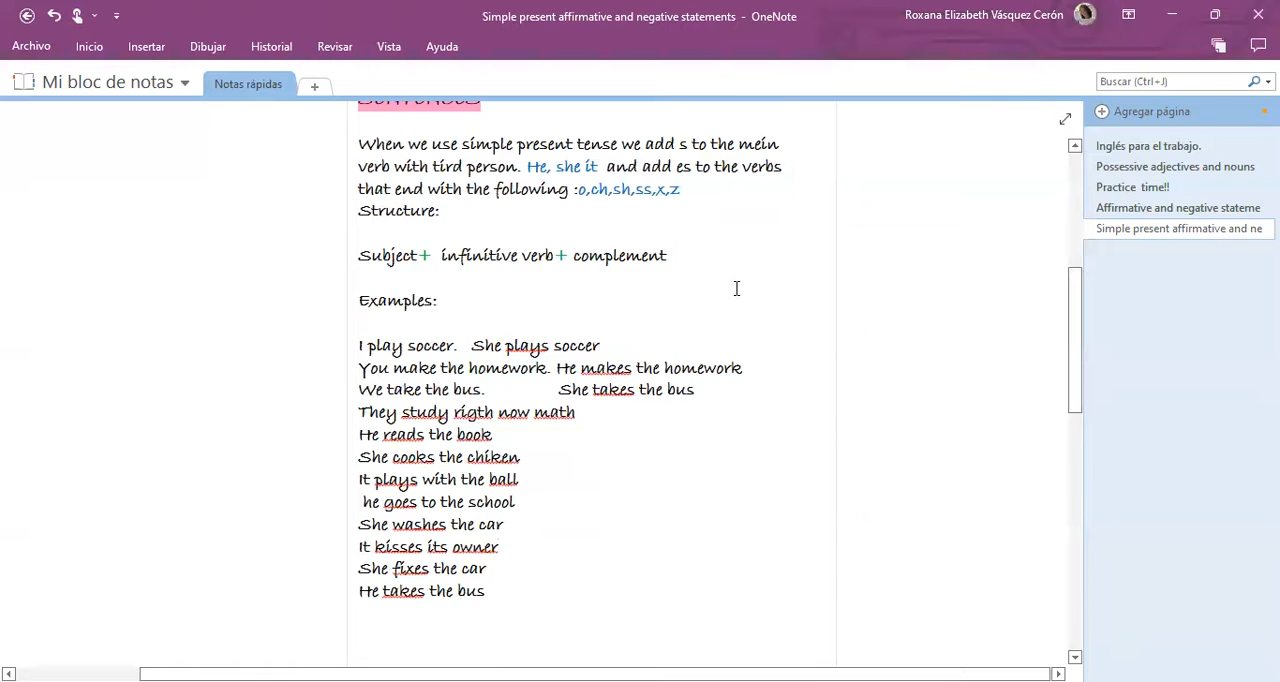 Simple present affirmative and negative statements - OneNote
Roxana Elizabeth Vásquez Cerón
Archivo Inicio Insertar Dibujar Historial Revisar Vista Ayuda
Mi bloc de notas
Notas rápidas
+
Buscar (Ctrl+J)
Agregar página
Inglés para el trabajo.
Possessive adjectives and nouns
Practice time!!
Affirmative and negative stateme
Simple present affirmative and ne
SENTENCES
When we use simple present tense we add s to the mein
verb with tird person. He, she it and add es to the verbs
that end with the following :o,ch,sh,ss,x,z
Structure:
Subject+ infinitive verb+ complement
Examples:
I play soccer. She plays soccer
You make the homework. He makes the homework
We take the bus. She takes the bus
They study rigth now math
He reads the book
She cooks the chiken
It plays with the ball
he goes to the school
She washes the car
It kisses its owner
She fixes the car
He takes the bus